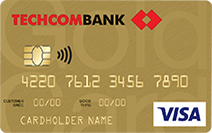 TECHCOMBANK
4220 7612 3456 7890
00/00 00/00
CARDHOLDER NAME
VISA